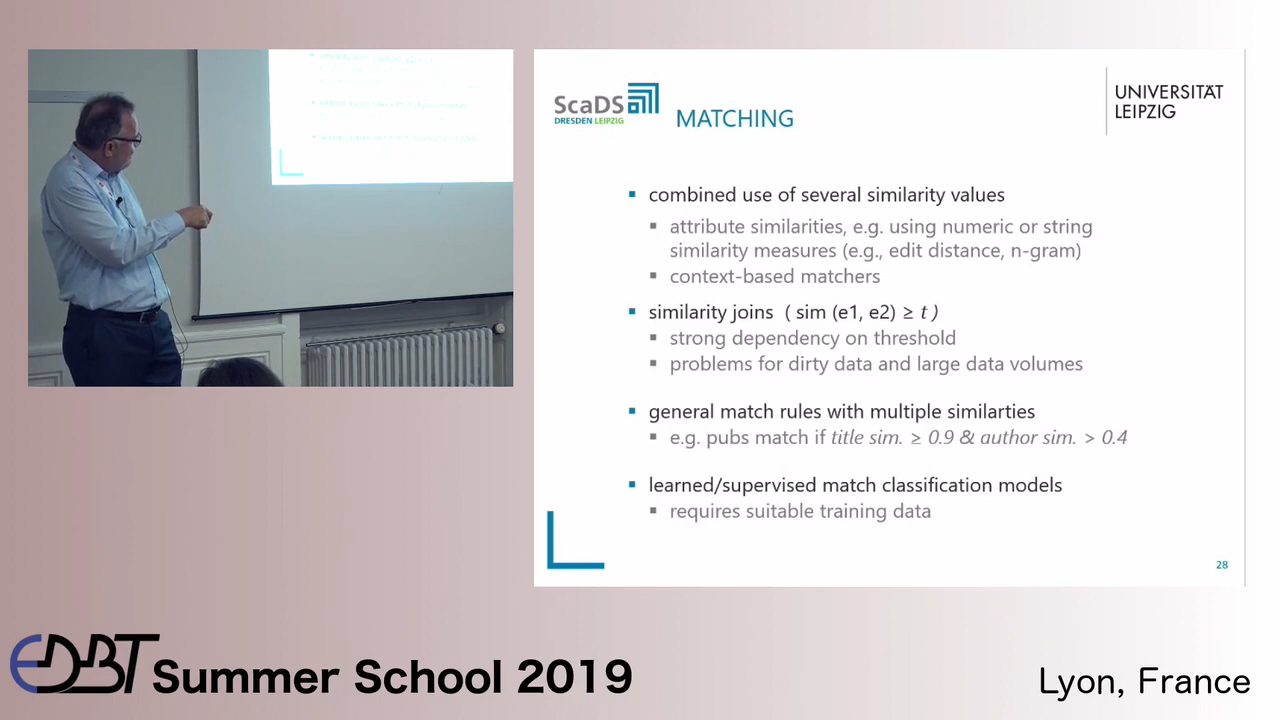 ScaDS
DRESDEN LEIPZIG
MATCHING
UNIVERSITÄT
LEIPZIG
▪ combined use of several similarity values
▪ attribute similarities, e.g. using numeric or string
similarity measures (e.g., edit distance, n-gram)
▪ context-based matchers
▪ similarity joins ( sim (e1, e2) ≥ t )
▪ strong dependency on threshold
▪ problems for dirty data and large data volumes
▪ general match rules with multiple similarties
▪ e.g. pubs match if title sim. ≥ 0.9 & author sim. > 0.4
▪ learned/supervised match classification models
▪ requires suitable training data
28
EDBT Summer School 2019
Lyon, France